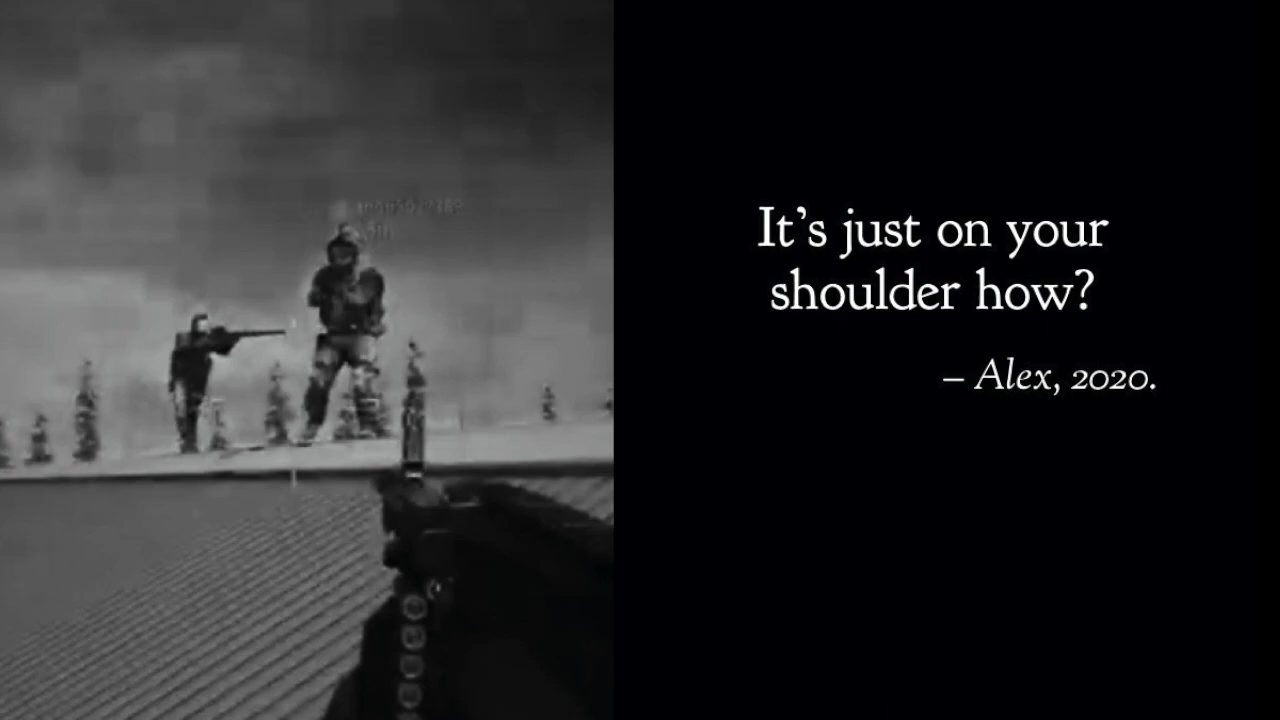 It's just on your
shoulder how?
– Alex, 2020.